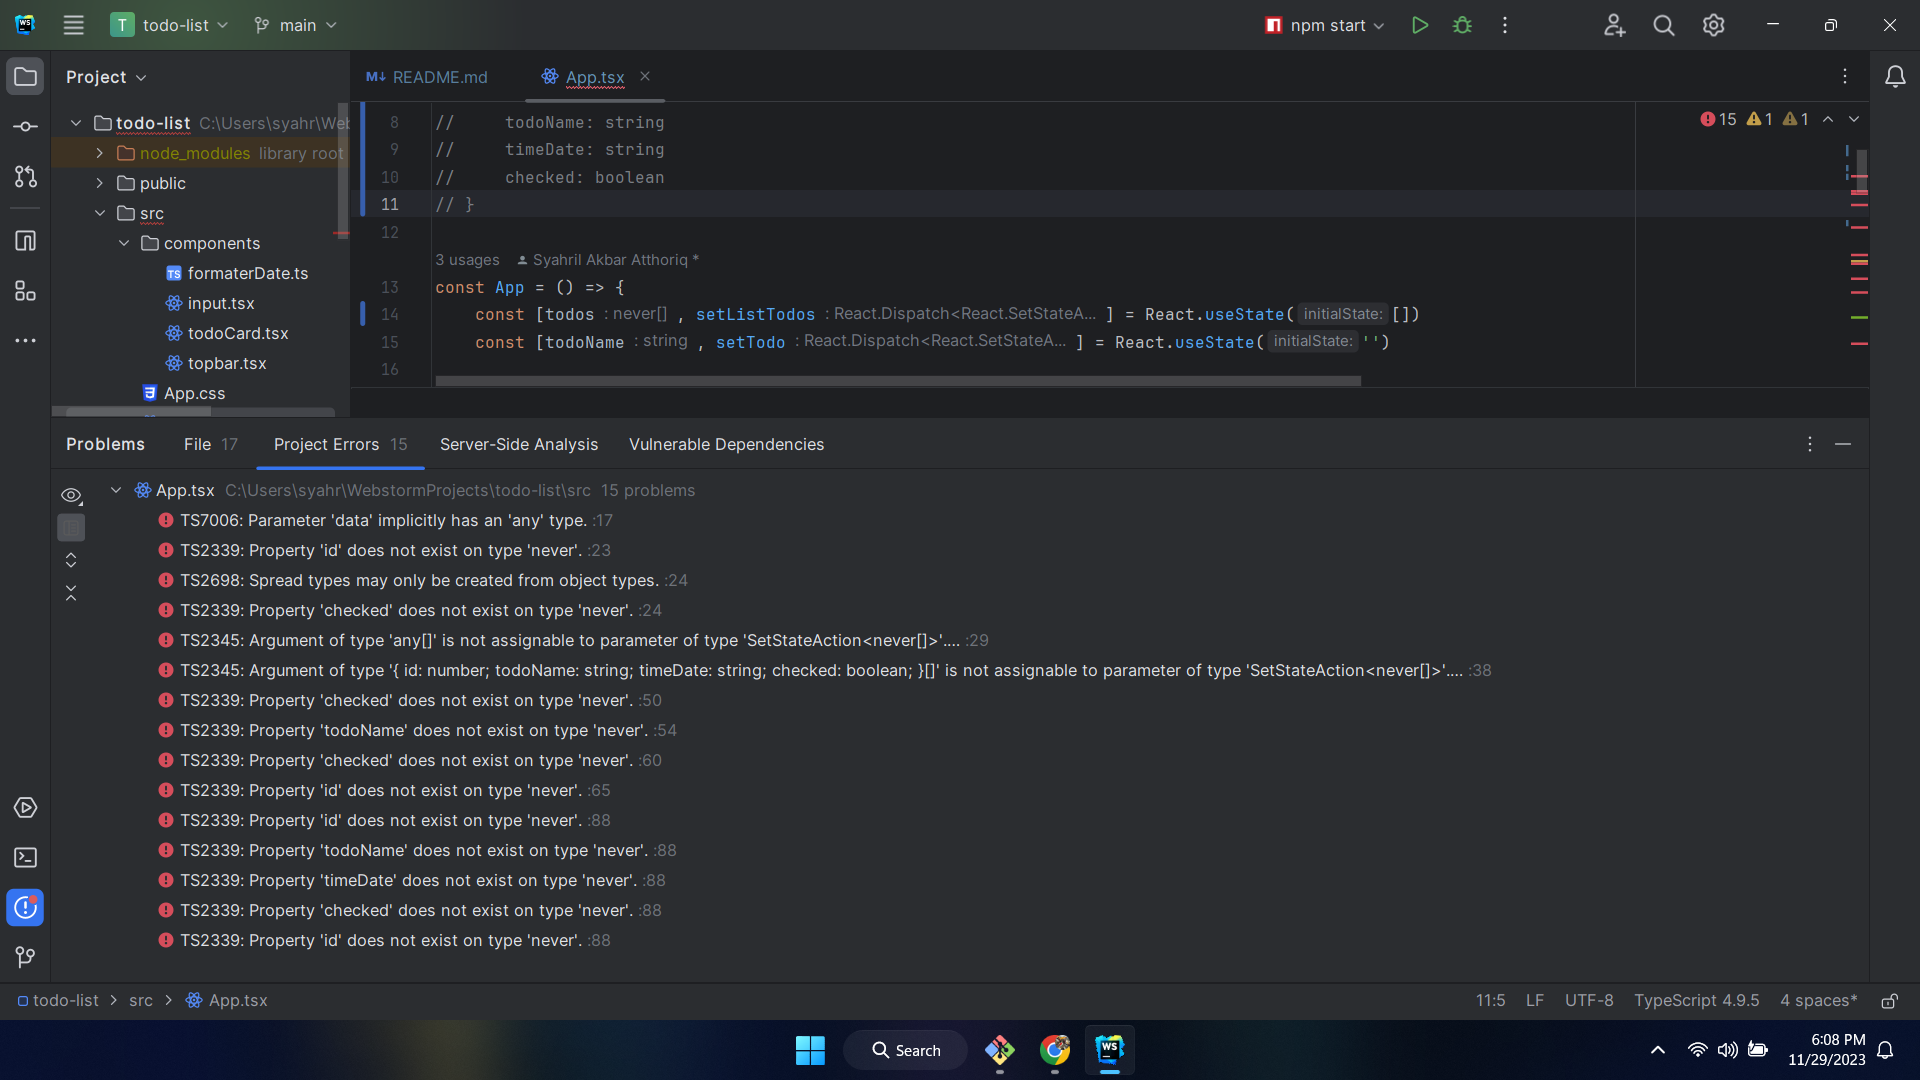 WS
T todo-list
main
npm start
Project
README.md
App.tsx
todo-list C:\Users\syahr\Web
node_modules library root
public
src
components
TS formaterDate.ts
input.tsx
todoCard.tsx
topbar.tsx
App.css
15 1 1
8 // todoName: string
9 // timeDate: string
10 // checked: boolean
11 // }
12
3 usages Syahril Akbar Atthoriq *
13 const App = () => {
14 const [todos : never[] , setListTodos : React.Dispatch<React.SetStateA... ] = React.useState( initialState: [])
15 const [todoName : string , setTodo : React.Dispatch<React.SetStateA... ] = React.useState( initialState: '')
16
Problems File 17 Project Errors 15 Server-Side Analysis Vulnerable Dependencies
App.tsx C:\Users\syahr\WebstormProjects\todo-list\src 15 problems
TS7006: Parameter 'data' implicitly has an 'any' type. :17
TS2339: Property 'id' does not exist on type 'never'. :23
TS2698: Spread types may only be created from object types. :24
TS2339: Property 'checked' does not exist on type 'never'. :24
TS2345: Argument of type 'any[]' is not assignable to parameter of type 'SetStateAction<never[]>'.... :29
TS2345: Argument of type '{ id: number; todoName: string; timeDate: string; checked: boolean; }[]' is not assignable to parameter of type 'SetStateAction<never[]>'.... :38
TS2339: Property 'checked' does not exist on type 'never'. :50
TS2339: Property 'todoName' does not exist on type 'never'. :54
TS2339: Property 'checked' does not exist on type 'never'. :60
TS2339: Property 'id' does not exist on type 'never'. :65
TS2339: Property 'id' does not exist on type 'never'. :88
TS2339: Property 'todoName' does not exist on type 'never'. :88
TS2339: Property 'timeDate' does not exist on type 'never'. :88
TS2339: Property 'checked' does not exist on type 'never'. :88
TS2339: Property 'id' does not exist on type 'never'. :88
todo-list > src > App.tsx
11:5 LF UTF-8 TypeScript 4.9.5 4 spaces*
Search
WS
6:08 PM
11/29/2023